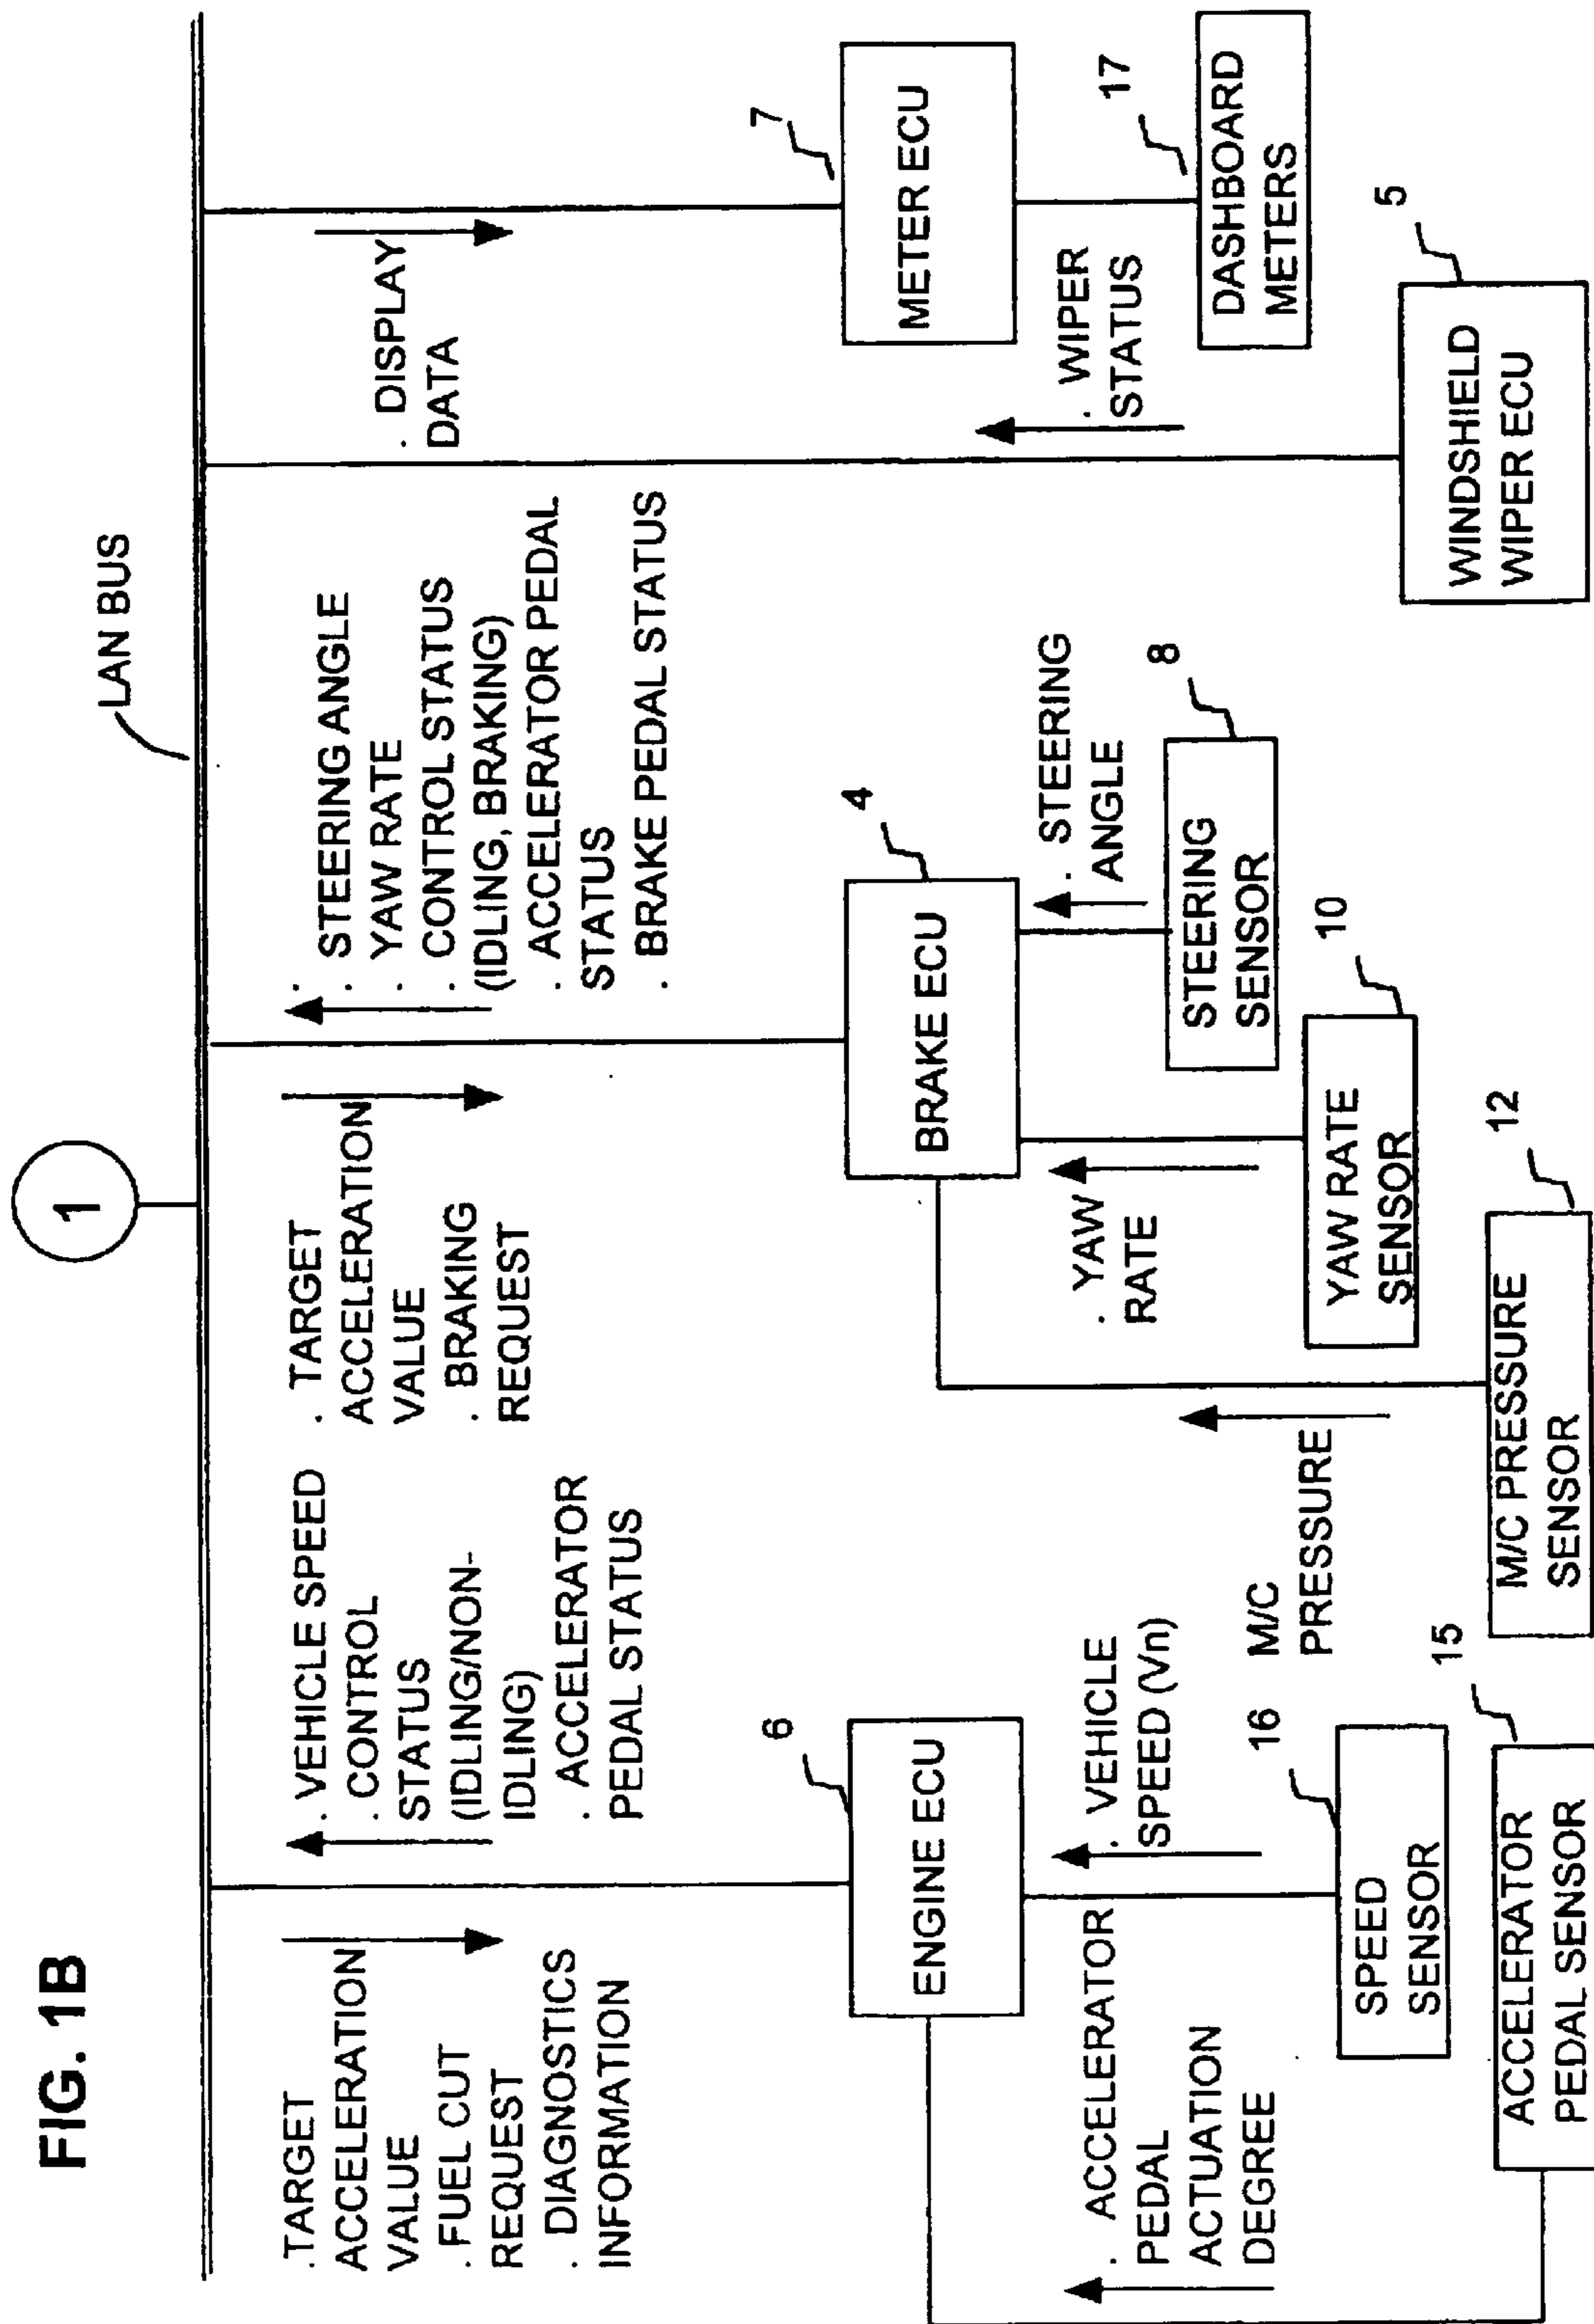 FIG. 1B
1
LAN BUS
. TARGET
ACCELERATION
VALUE
. FUEL CUT
REQUEST
. DIAGNOSTICS
INFORMATION
. VEHICLE SPEED
. CONTROL
STATUS
(IDLING/NON-
IDLING)
. ACCELERATOR
PEDAL STATUS
. TARGET
ACCELERATION
VALUE
. BRAKING
REQUEST
. STEERING ANGLE
. YAW RATE
. CONTROL STATUS
(IDLING, BRAKING)
. ACCELERATOR PEDAL
STATUS
. BRAKE PEDAL STATUS
. DISPLAY
DATA
6
ENGINE ECU
4
BRAKE ECU
7
METER ECU
. ACCELERATOR
PEDAL
ACTUATION
DEGREE
. VEHICLE
SPEED (Vn)
16
SPEED
SENSOR
15
ACCELERATOR
PEDAL SENSOR
M/C
PRESSURE
12
M/C PRESSURE
SENSOR
. YAW
RATE
10
YAW RATE
SENSOR
. STEERING
ANGLE
8
STEERING
SENSOR
. WIPER
STATUS
5
WINDSHIELD
WIPER ECU
17
DASHBOARD
METERS